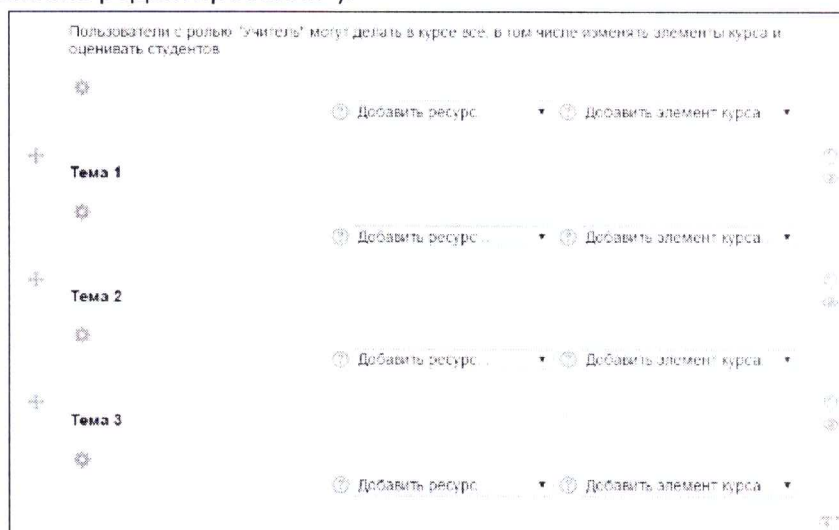 Пользователи с ролью "Учитель" могут делать в курсе все, в том числе изменять элементы курса и
оценивать студентов
Добавить ресурс... Добавить элемент курса...
Тема 1
Добавить ресурс... Добавить элемент курса...
Тема 2
Добавить ресурс... Добавить элемент курса...
Тема 3
Добавить ресурс... Добавить элемент курса...